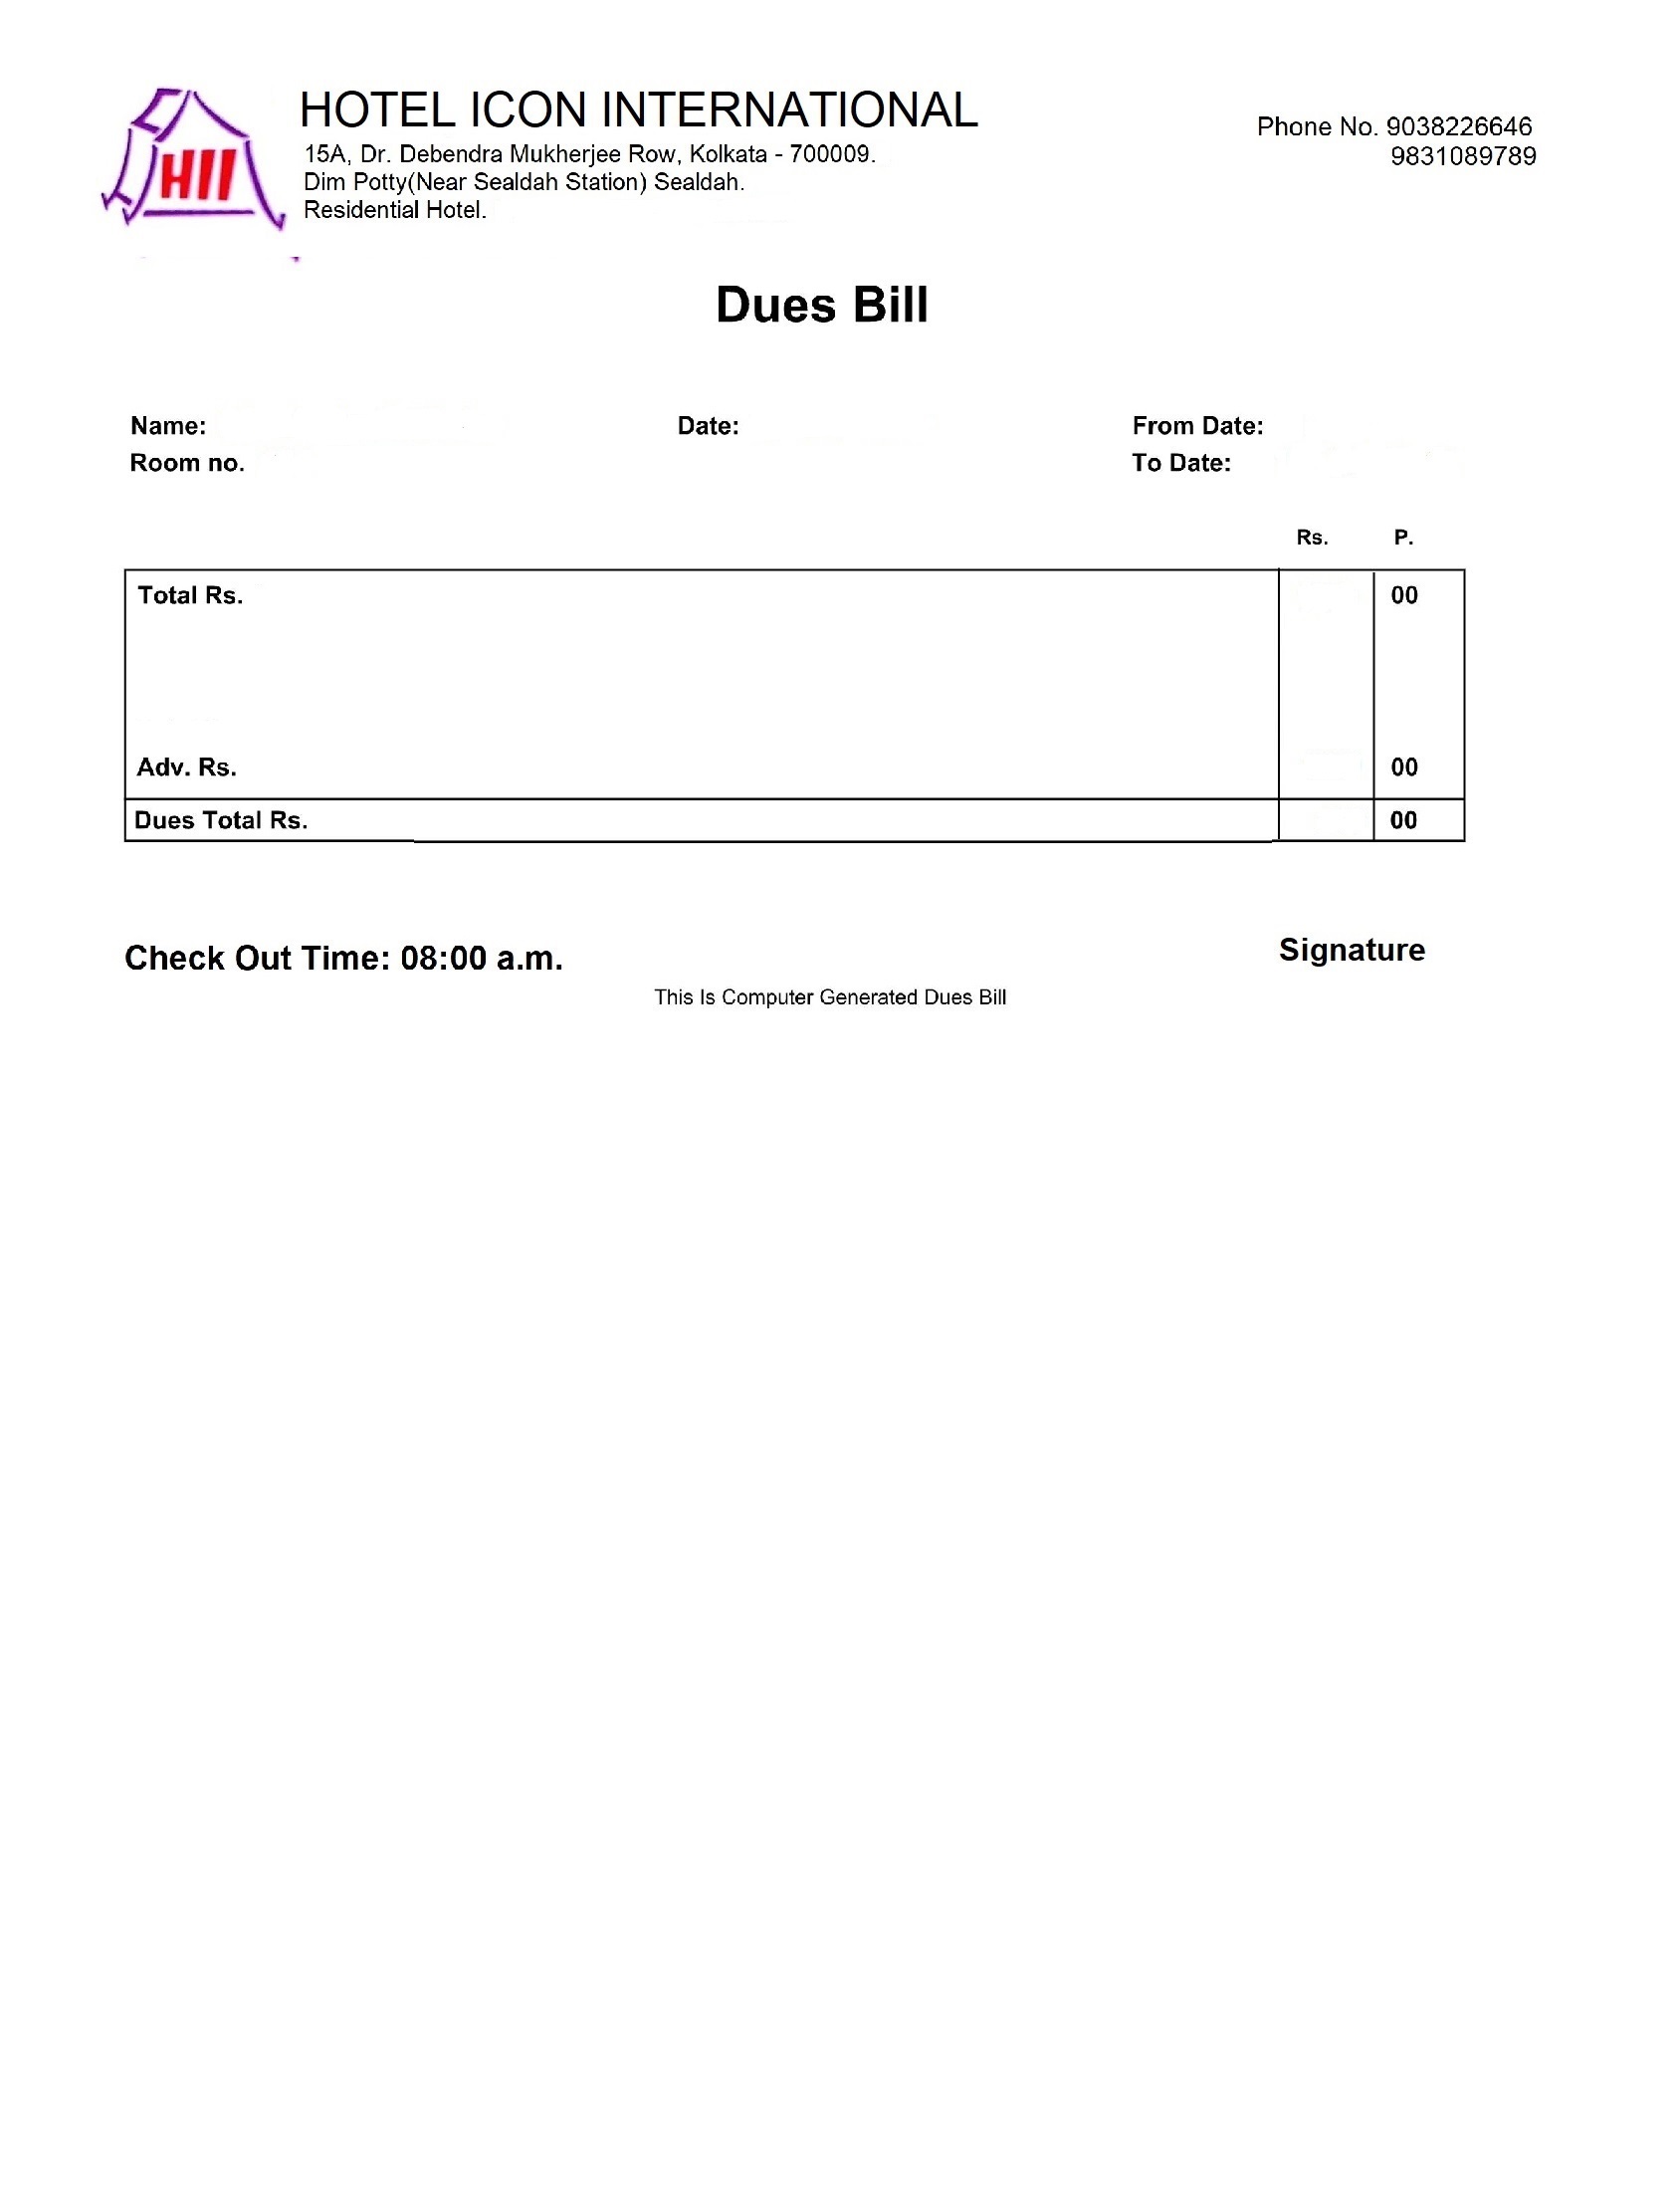 HII
HOTEL ICON INTERNATIONAL
15A, Dr. Debendra Mukherjee Row, Kolkata - 700009.
Dim Potty(Near Sealdah Station) Sealdah.
Residential Hotel.
Phone No. 9038226646
9831089789
Dues Bill
Name: Date: From Date:
Room no. To Date:
Rs. P.
Total Rs. 00
Adv. Rs. 00
Dues Total Rs. 00
Check Out Time: 08:00 a.m. Signature
This Is Computer Generated Dues Bill